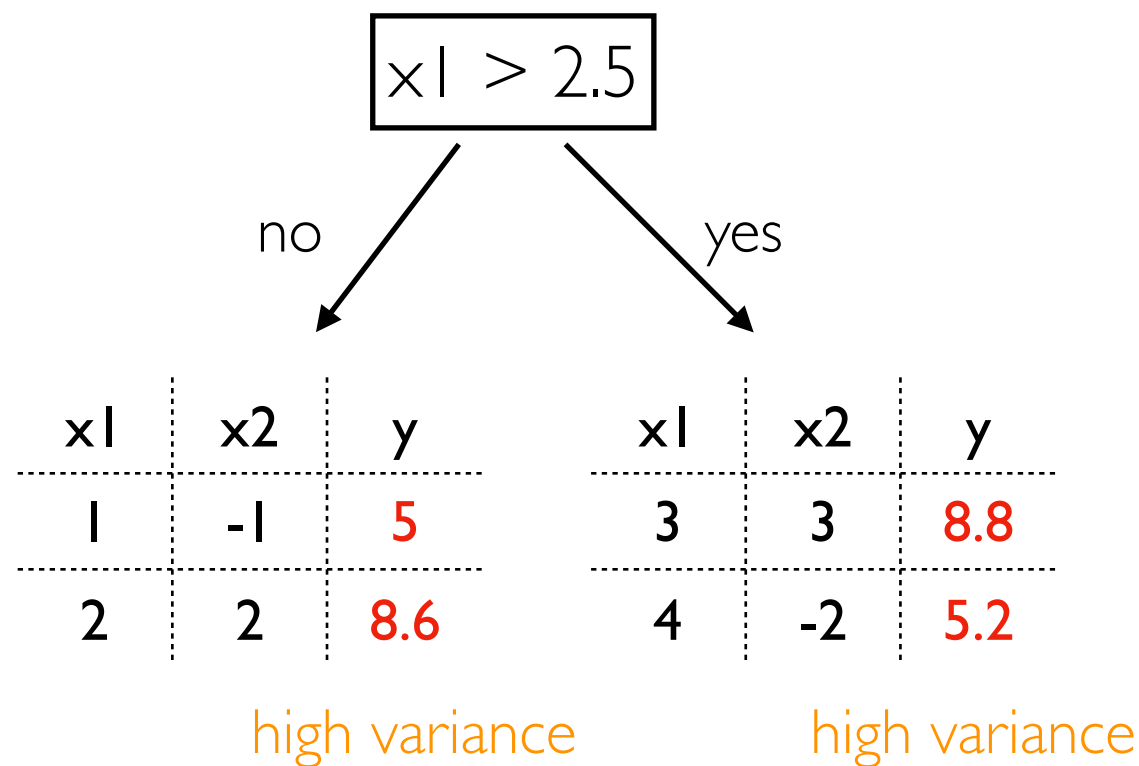 x1 > 2.5
no
yes
x1 x2 y
1 -1 5
2 2 8.6
high variance
x1 x2 y
3 3 8.8
4 -2 5.2
high variance